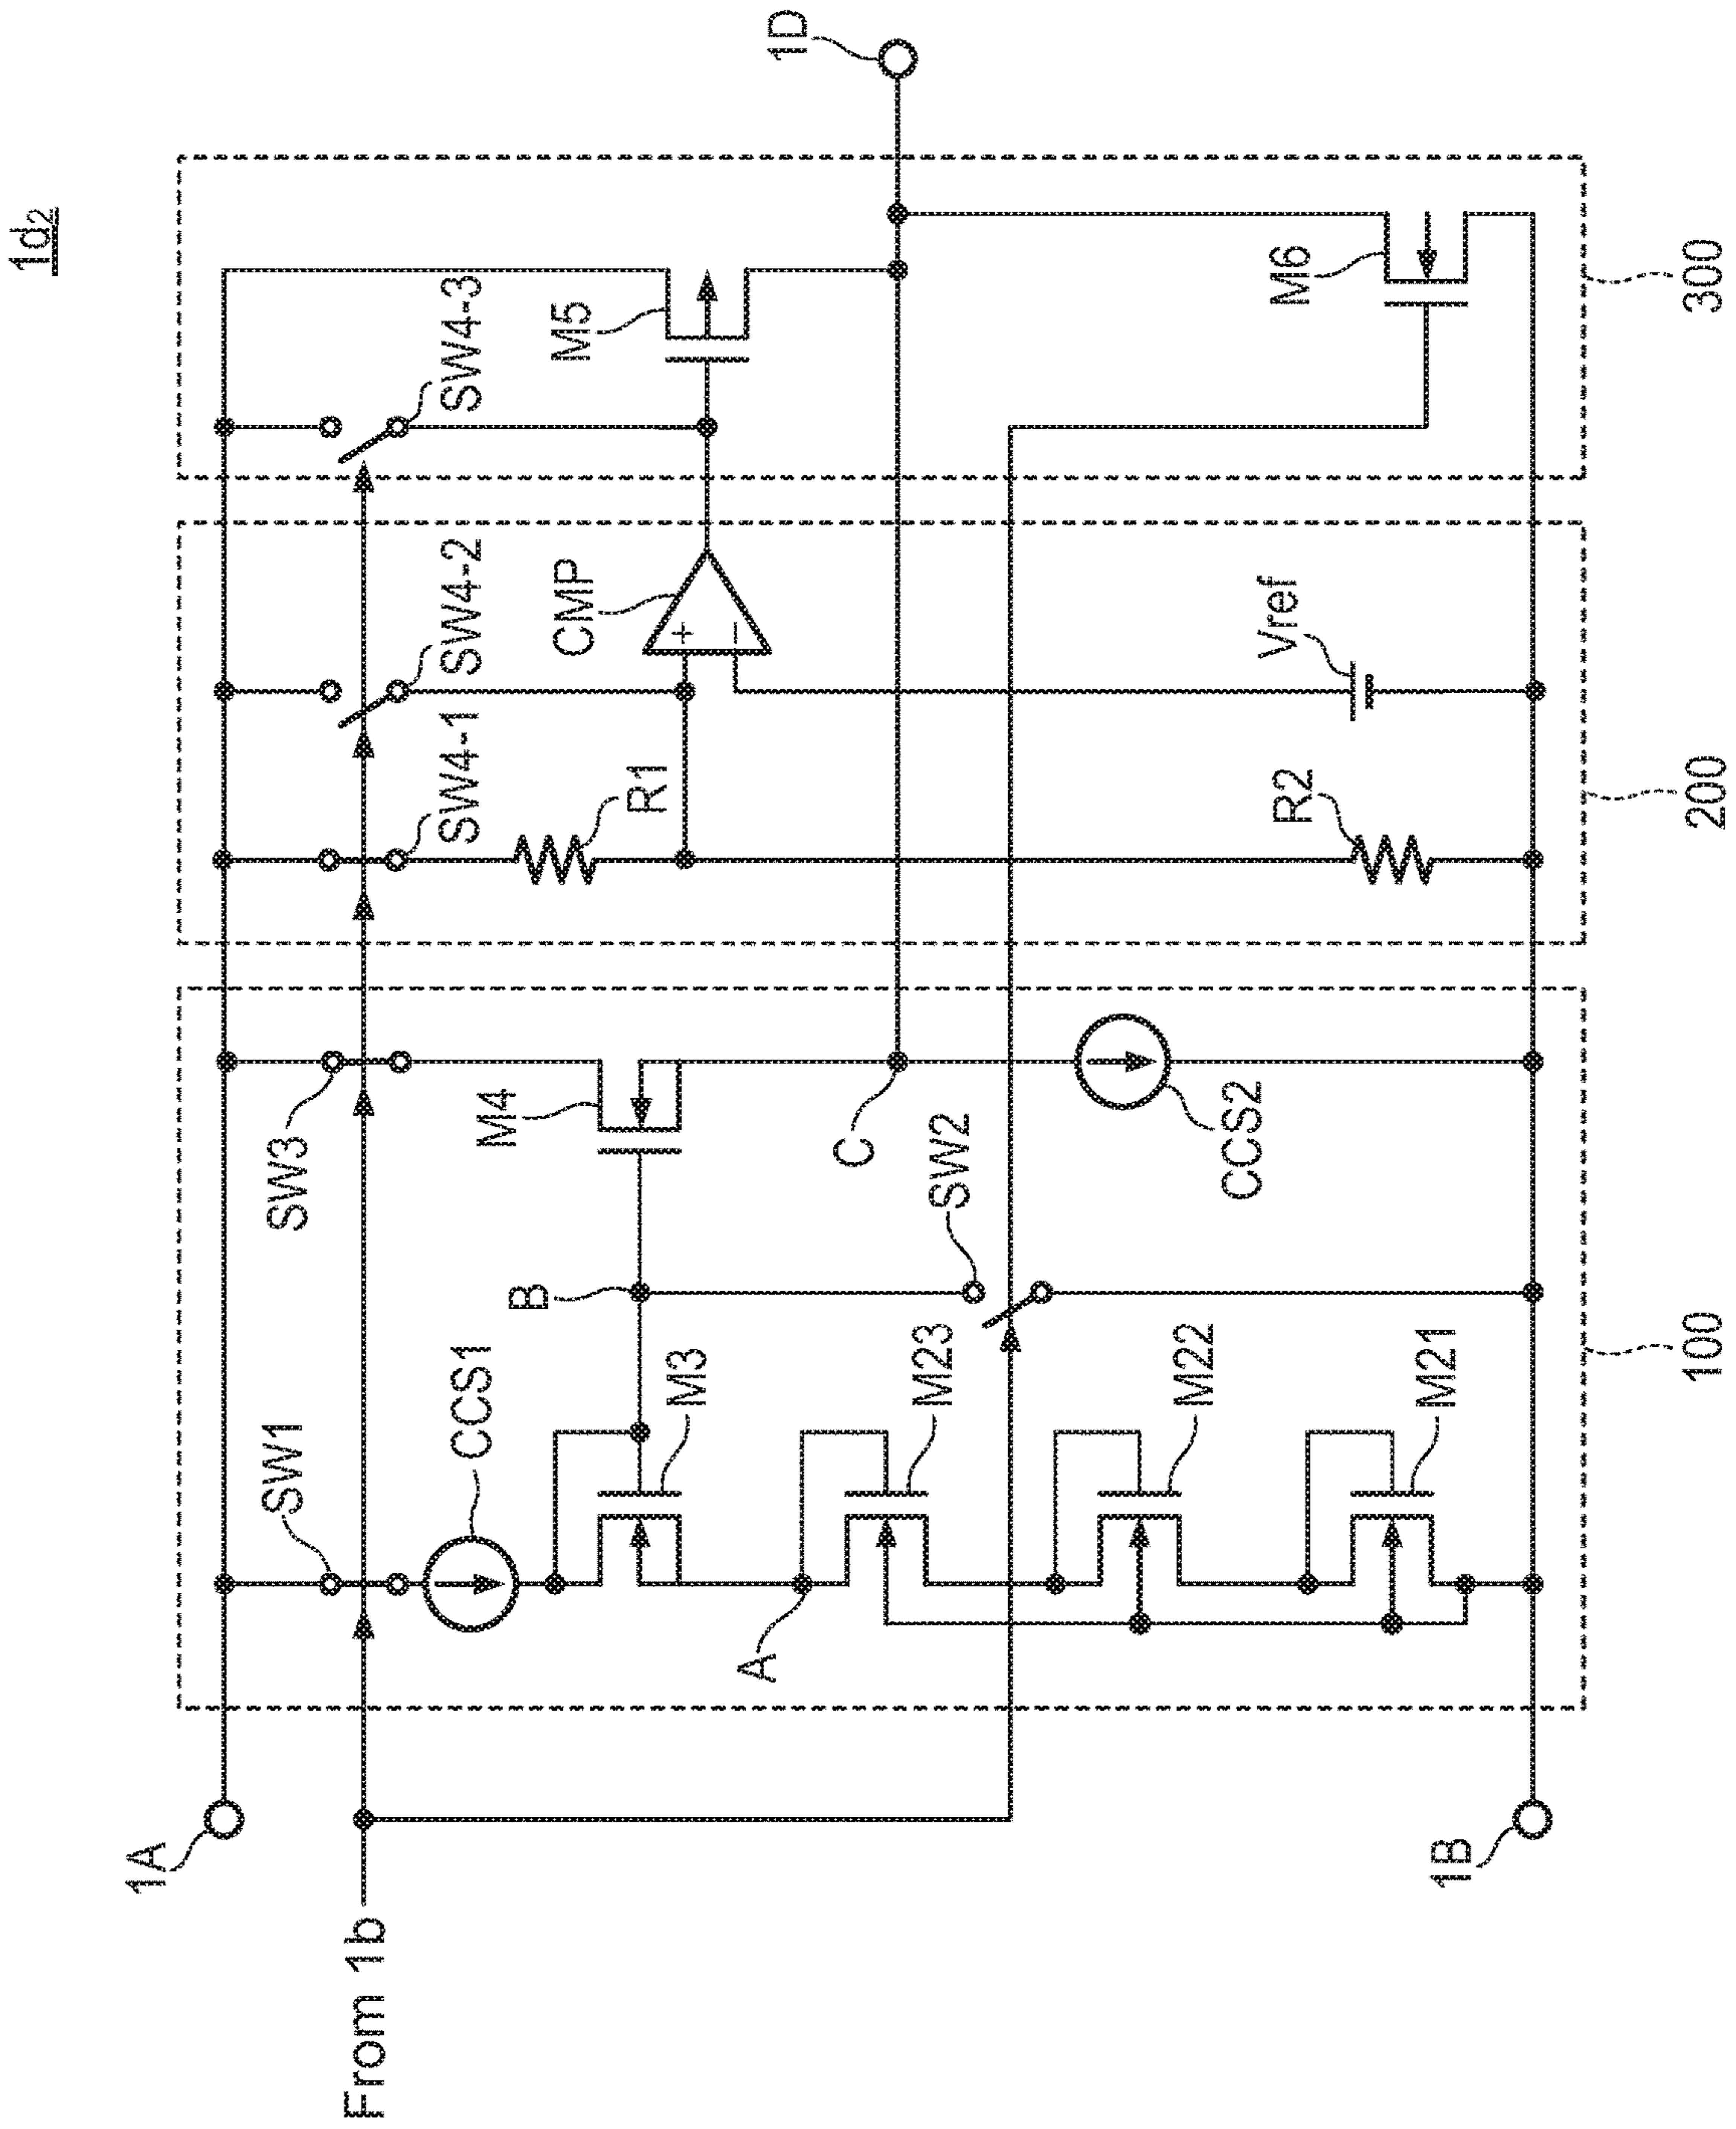 1d2
1A
From 1b
1B
1D
SW1
CCS1
M3
A
M23
M22
M21
B
SW2
SW3
M4
C
CCS2
100
SW4-1
SW4-2
R1
CMP
+
−
R2
Vref
200
SW4-3
M5
M6
300